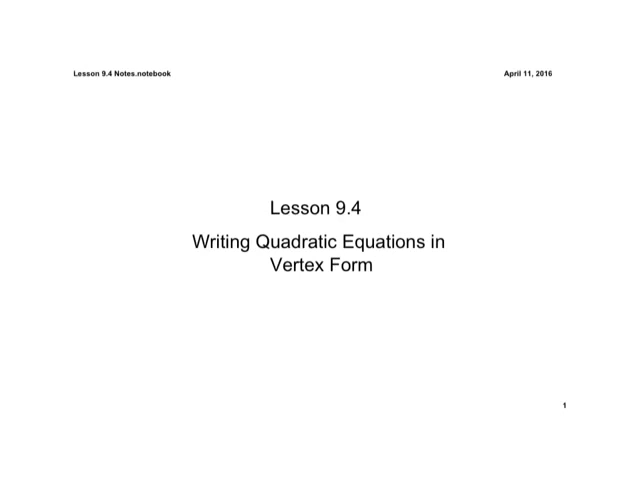 Lesson 9.4 Notes.notebook
April 11, 2016
Lesson 9.4
Writing Quadratic Equations in
Vertex Form
1